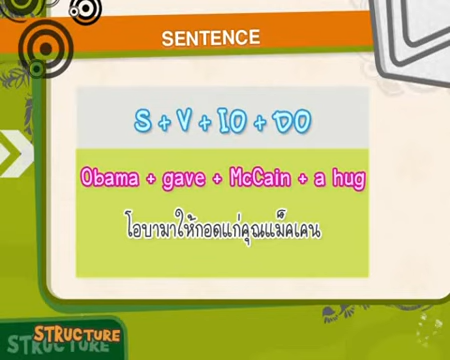 SENTENCE
S + V + IO + DO
Obama + gave + McCain + a hug
โอบามาให้กอดแก่คุณแม็คเคน
STRUCTURE
STRUCTURE